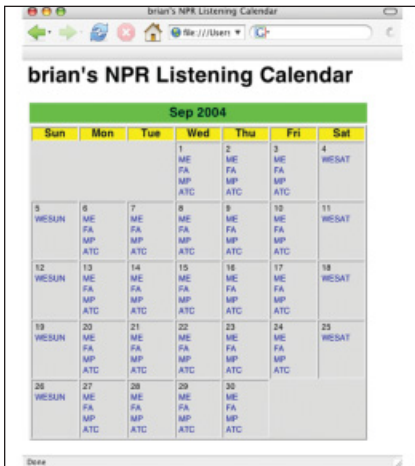 brian's NPR Listening Calendar
file:///User
brian's NPR Listening Calendar
Sep 2004
Sun Mon Tue Wed Thu Fri Sat
1 2 3 4
ME ME ME WESAT
FA FA FA
MP MP MP
ATC ATC ATC
5 6 7 8 9 10 11
WESUN ME ME ME ME ME WESAT
FA FA FA FA FA
MP MP MP MP MP
ATC ATC ATC ATC ATC
12 13 14 15 16 17 18
WESUN ME ME ME ME ME WESAT
FA FA FA FA FA
MP MP MP MP MP
ATC ATC ATC ATC ATC
19 20 21 22 23 24 25
WESUN ME ME ME ME ME WESAT
FA FA FA FA FA
MP MP MP MP MP
ATC ATC ATC ATC ATC
26 27 28 29 30
WESUN ME ME ME ME
FA FA FA FA
MP MP MP MP
ATC ATC ATC ATC
Done